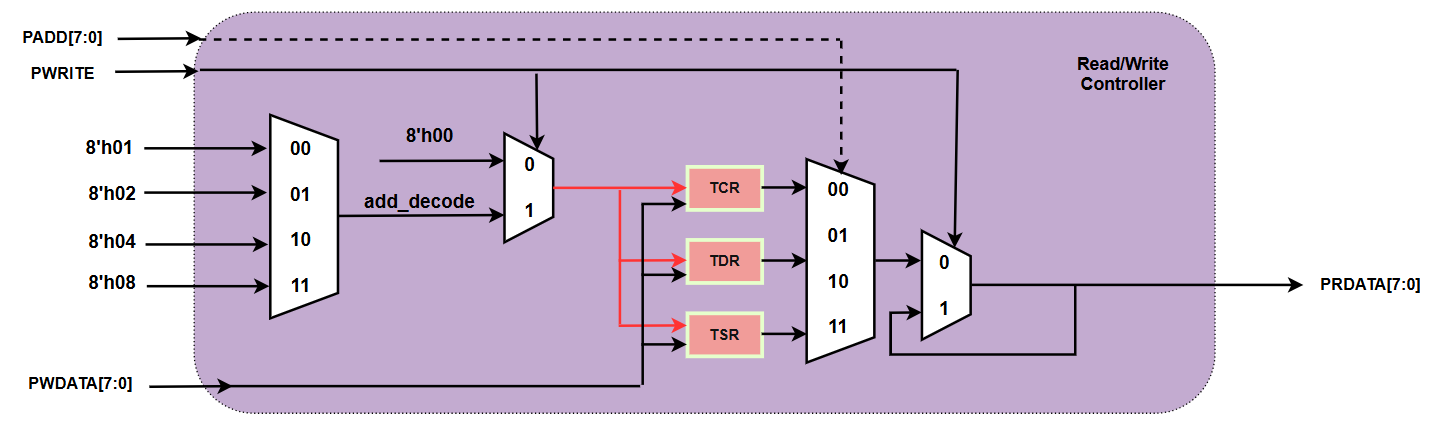 PADD[7:0]
PWRITE
Read/Write
Controller
8'h01
8'h02
8'h04
8'h08
00
01
10
11
8'h00
add_decode
0
1
TCR
TDR
TSR
00
01
10
11
0
1
PRDATA[7:0]
PWDATA[7:0]